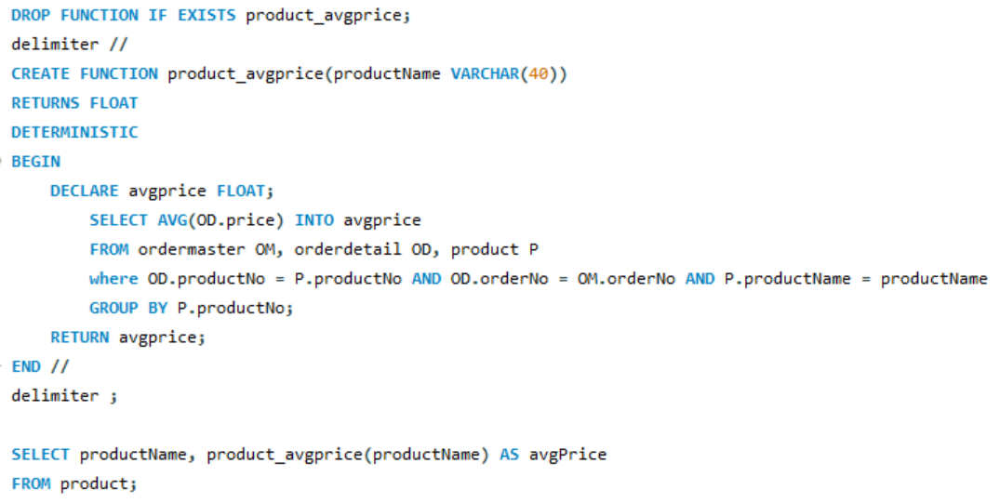 DROP FUNCTION IF EXISTS product_avgprice;
delimiter //
CREATE FUNCTION product_avgprice(productName VARCHAR(40))
RETURNS FLOAT
DETERMINISTIC
BEGIN
    DECLARE avgprice FLOAT;
        SELECT AVG(OD.price) INTO avgprice
        FROM ordermaster OM, orderdetail OD, product P
        where OD.productNo = P.productNo AND OD.orderNo = OM.orderNo AND P.productName = productName
        GROUP BY P.productNo;
    RETURN avgprice;
END //
delimiter ;

SELECT productName, product_avgprice(productName) AS avgPrice
FROM product;